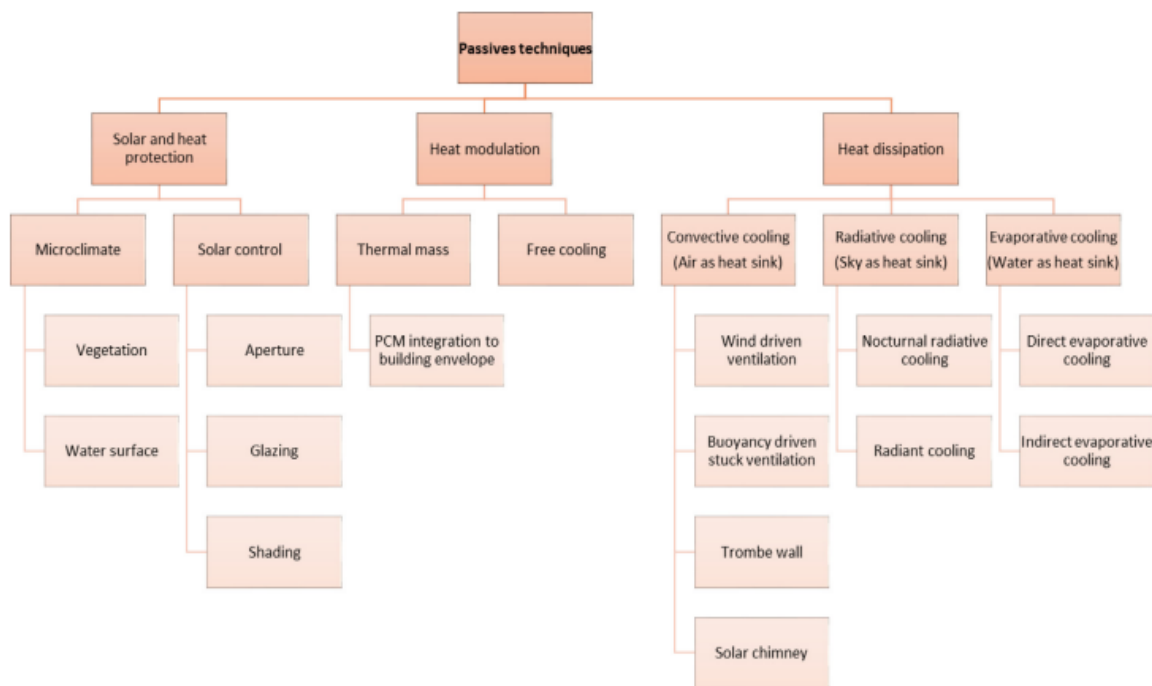 Passives techniques
Solar and heat
protection
Heat modulation
Heat dissipation
Microclimate
Solar control
Thermal mass
Free cooling
Convective cooling
(Air as heat sink)
Radiative cooling
(Sky as heat sink)
Evaporative cooling
(Water as heat sink)
Vegetation
Aperture
PCM integration to
building envelope
Wind driven
ventilation
Nocturnal radiative
cooling
Direct evaporative
cooling
Water surface
Glazing
Buoyancy driven
stuck ventilation
Radiant cooling
Indirect evaporative
cooling
Shading
Trombe wall
Solar chimney